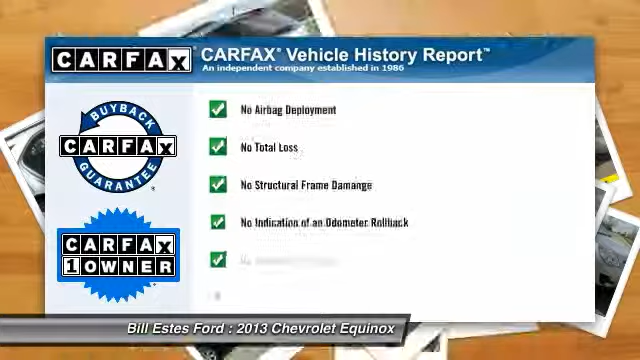 CARFAX
CARFAX® Vehicle History Report™
An independent company established in 1986
BUYBACK
CARFAX
GUARANTEE
No Airbag Deployment
No Total Loss
No Structural Frame Damange
No Indication of an Odometer Rollback
No
CARFAX
1 OWNER
Bill Estes Ford : 2013 Chevrolet Equinox